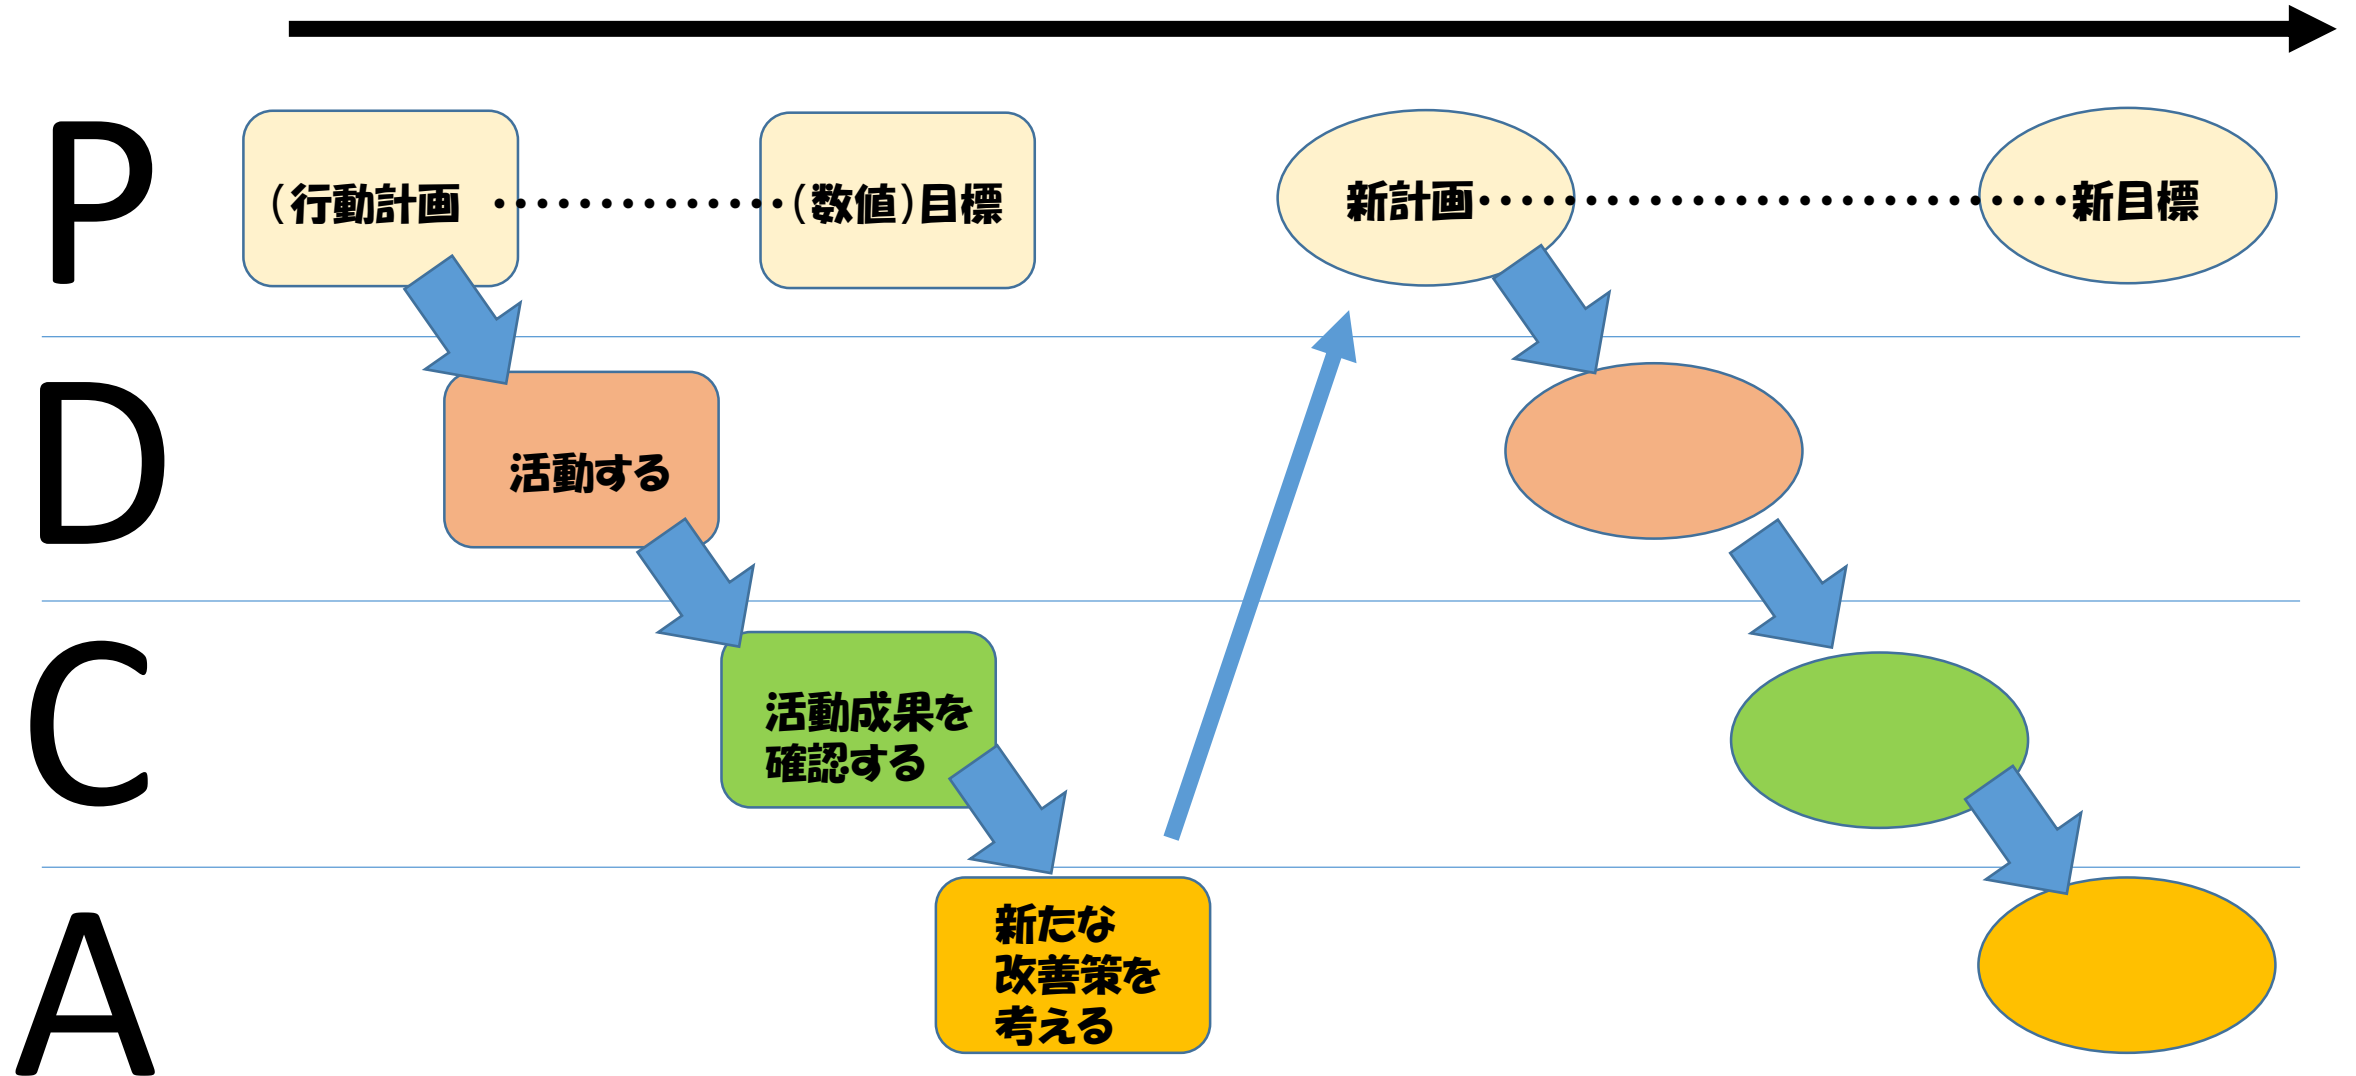 P
(行動計画 ・・・・・・・・・・・・・・(数値)目標
新計画・・・・・・・・・・・・・・・・・・・・・・・・・・・・新目標
D
活動する
C
活動成果を
確認する
A
新たな
改善策を
考える